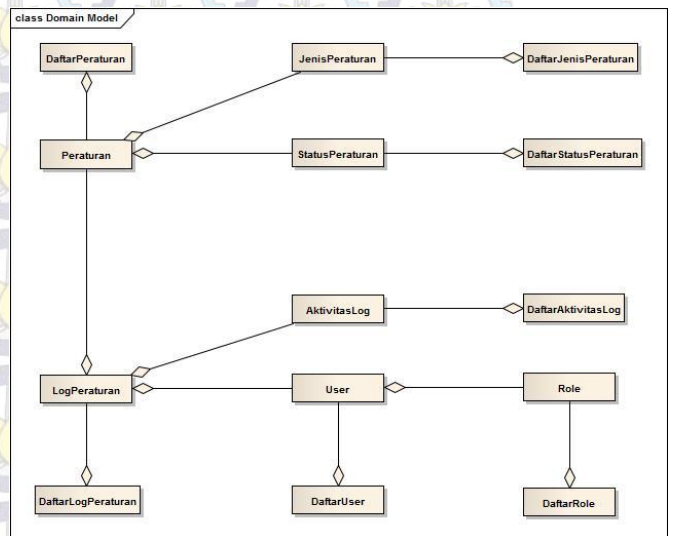 class Domain Model
DaftarPeraturan
JenisPeraturan
DaftarJenisPeraturan
Peraturan
StatusPeraturan
DaftarStatusPeraturan
AktivitasLog
DaftarAktivitasLog
LogPeraturan
User
Role
DaftarLogPeraturan
DaftarUser
DaftarRole